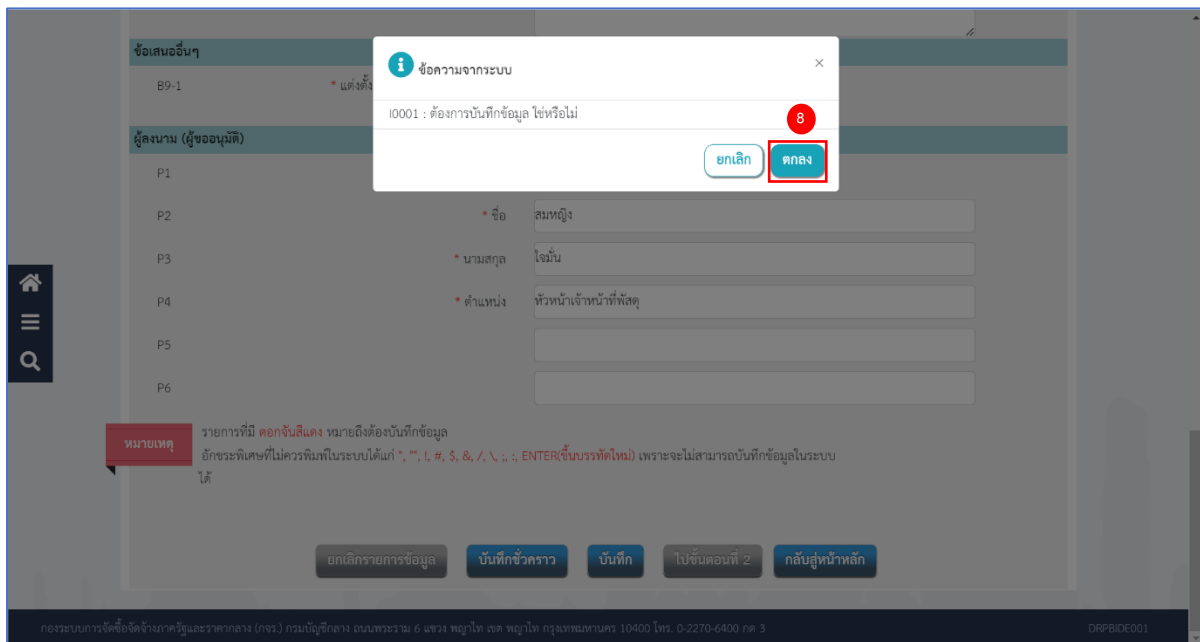 ข้อเสนออื่นๆ
ข้อความจากระบบ ×
B9-1 * แต่งตั้ง
I0001 : ต้องการบันทึกข้อมูล ใช่หรือไม่
8
ผู้ลงนาม (ผู้ขออนุมัติ)
ยกเลิก ตกลง
P1
P2 * ชื่อ สมหญิง
P3 * นามสกุล ใจมั่น
P4 * ตำแหน่ง หัวหน้าเจ้าหน้าที่พัสดุ
P5
P6
หมายเหตุ รายการที่มี ดอกจันสีแดง หมายถึงต้องบันทึกข้อมูล
อักขระพิเศษที่ไม่ควรพิมพ์ในระบบได้แก่ ", "", !, #, $, &, /, \, ;, :, ENTER(ขึ้นบรรทัดใหม่) เพราะจะไม่สามารถบันทึกข้อมูลในระบบ
ได้
ยกเลิกรายการข้อมูล บันทึกชั่วคราว บันทึก ไปขั้นตอนที่ 2 กลับสู่หน้าหลัก
กองระบบการจัดซื้อจัดจ้างภาครัฐและราคากลาง (กจร.) กรมบัญชีกลาง ถนนพระราม 6 แขวง พญาไท เขต พญาไท กรุงเทพมหานคร 10400 โทร. 0-2270-6400 กด 3 DRPBIDE001